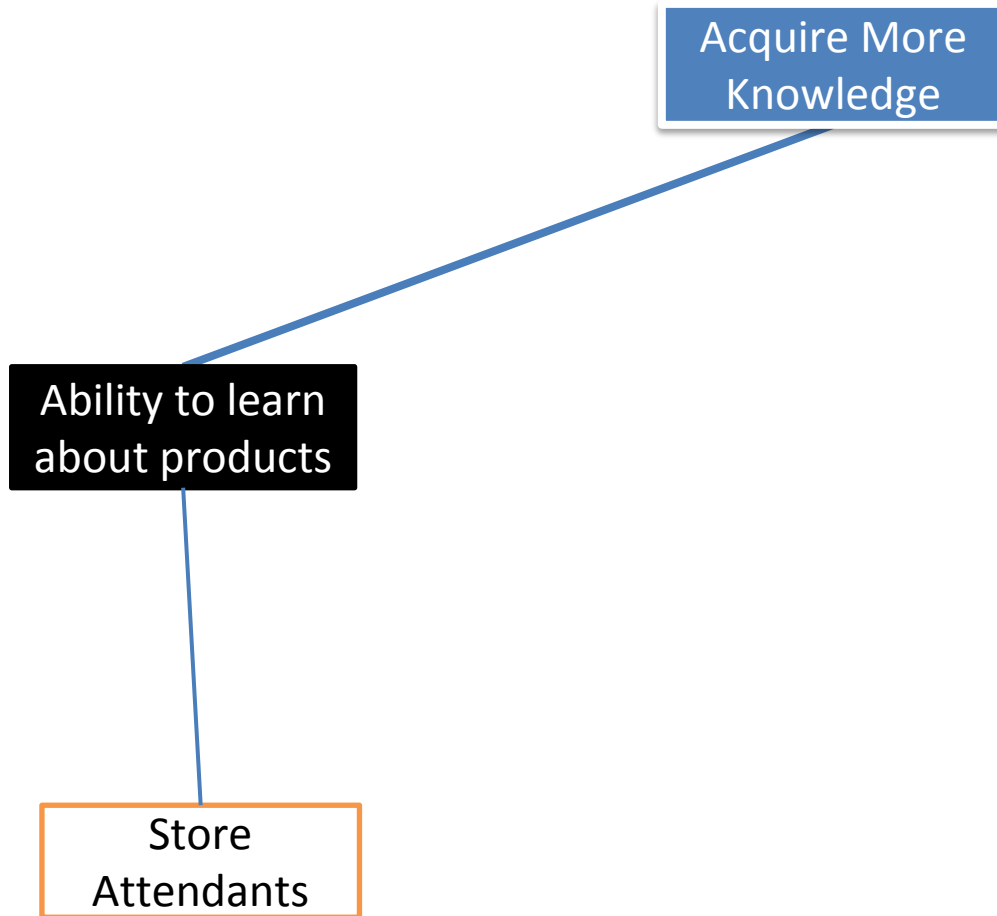 Acquire More
Knowledge
Ability to learn
about products
Store
Attendants